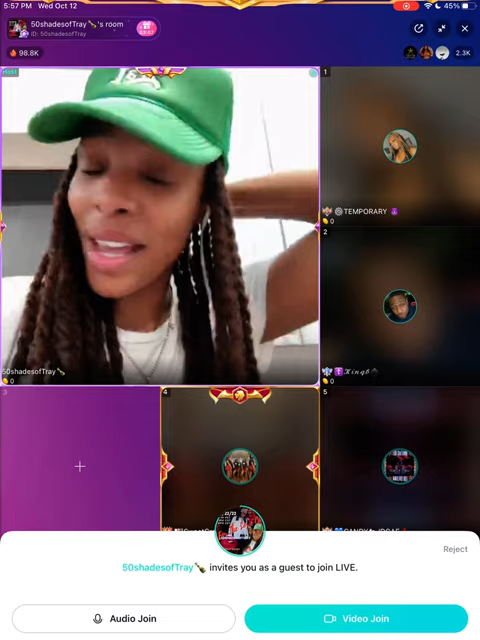 5:57 PM Wed Oct 12
45%
50shadesofTray🍾's room
ID: 50shadesofTray
98.8K
2.3K
Host
1
TEMPORARY
0
2
𝒦𝒾𝓃𝑔𝟼
0
50shadesofTray🍾
0
3
4
5
Reject
50shadesofTray🍾 invites you as a guest to join LIVE.
Audio Join
Video Join